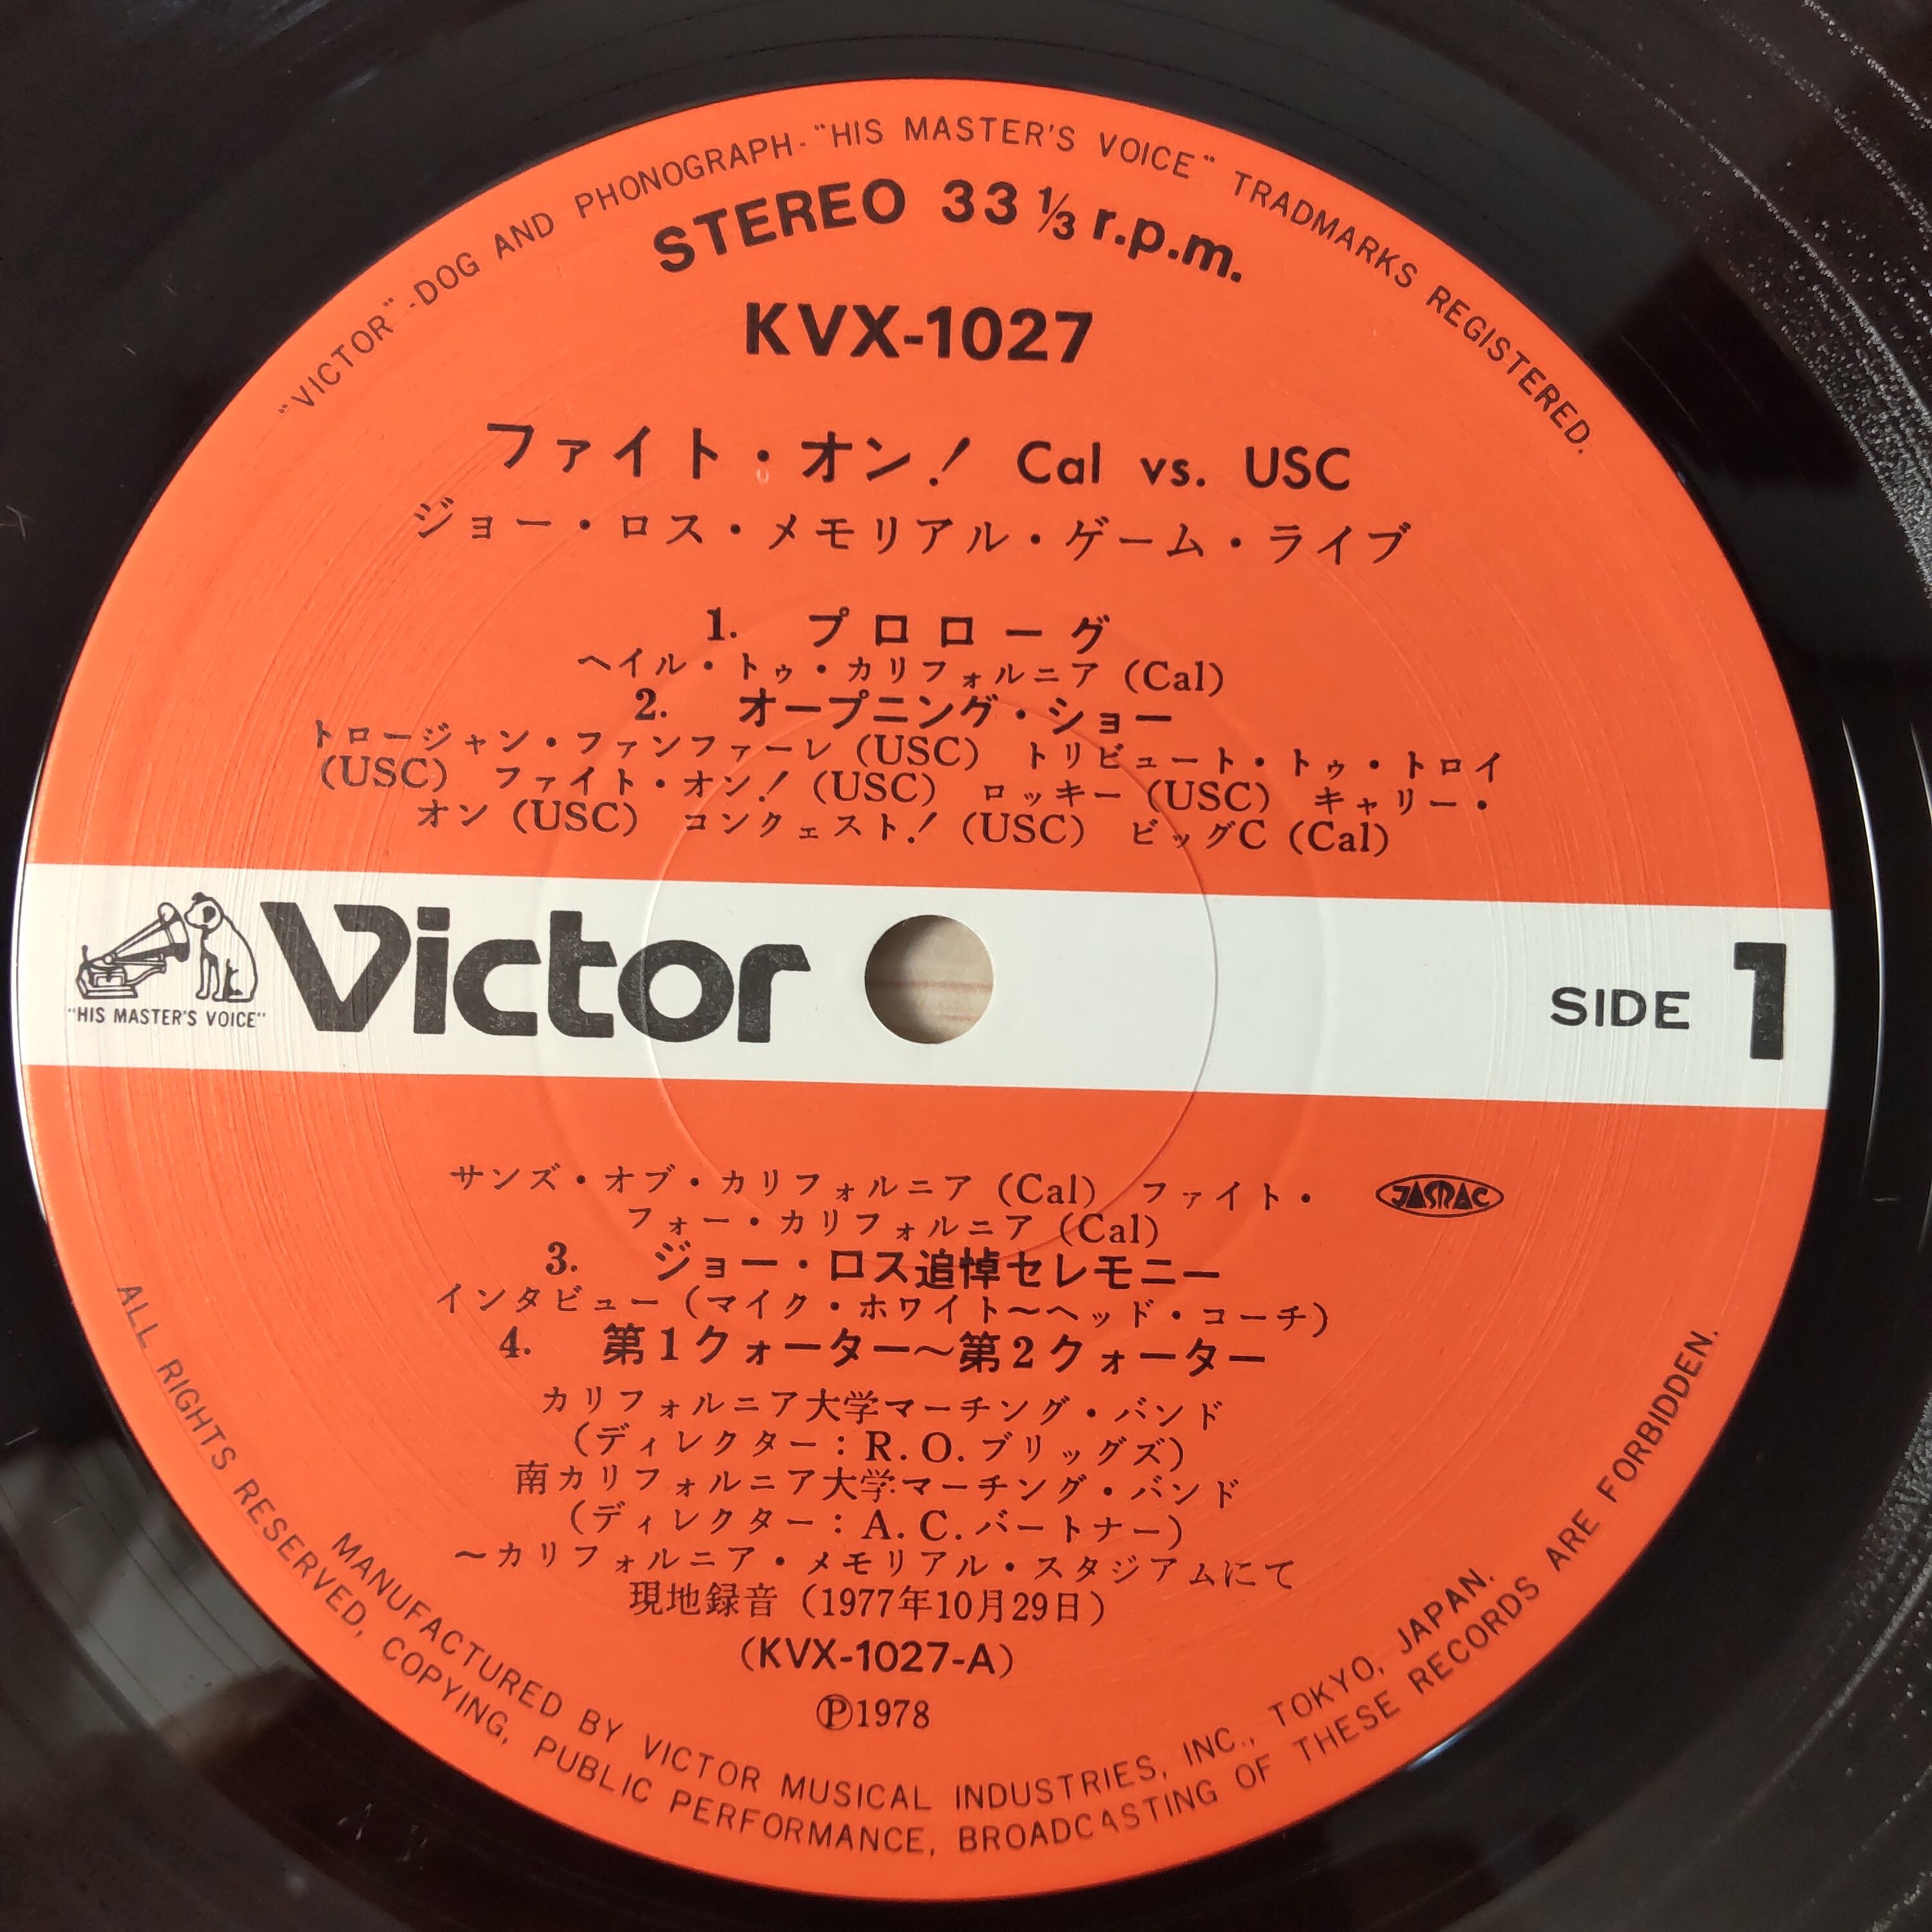 "VICTOR"-DOG AND PHONOGRAPH-"HIS MASTER'S VOICE" TRADMARKS REGISTERED.
STEREO 33 1/3 r.p.m.
KVX-1027
ファイト・オン! Cal vs. USC
ジョー・ロス・メモリアル・ゲーム・ライブ
1. プロローグ
ヘイル・トゥ・カリフォルニア (Cal)
2. オープニング・ショー
トロージャン・ファンファーレ (USC) トリビュート・トゥ・トロイ
(USC) ファイト・オン! (USC) ロッキー (USC) キャリー・
オン (USC) コンクェスト! (USC) ビッグC (Cal)
"HIS MASTER'S VOICE"
Victor
SIDE 1
サンズ・オブ・カリフォルニア (Cal) ファイト・
フォー・カリフォルニア (Cal)
JASRAC
3. ジョー・ロス追悼セレモニー
インタビュー (マイク・ホワイト〜ヘッド・コーチ)
4. 第1クォーター〜第2クォーター
カリフォルニア大学マーチング・バンド
(ディレクター:R.O.ブリッグズ)
南カリフォルニア大学マーチング・バンド
(ディレクター:A.C.バートナー)
〜カリフォルニア・メモリアル・スタジアムにて
現地録音 (1977年10月29日)
(KVX-1027-A)
Ⓟ1978
MANUFACTURED BY VICTOR MUSICAL INDUSTRIES, INC., TOKYO, JAPAN.
ALL RIGHTS RESERVED, COPYING, PUBLIC PERFORMANCE, BROADCASTING OF THESE RECORDS ARE FORBIDDEN.